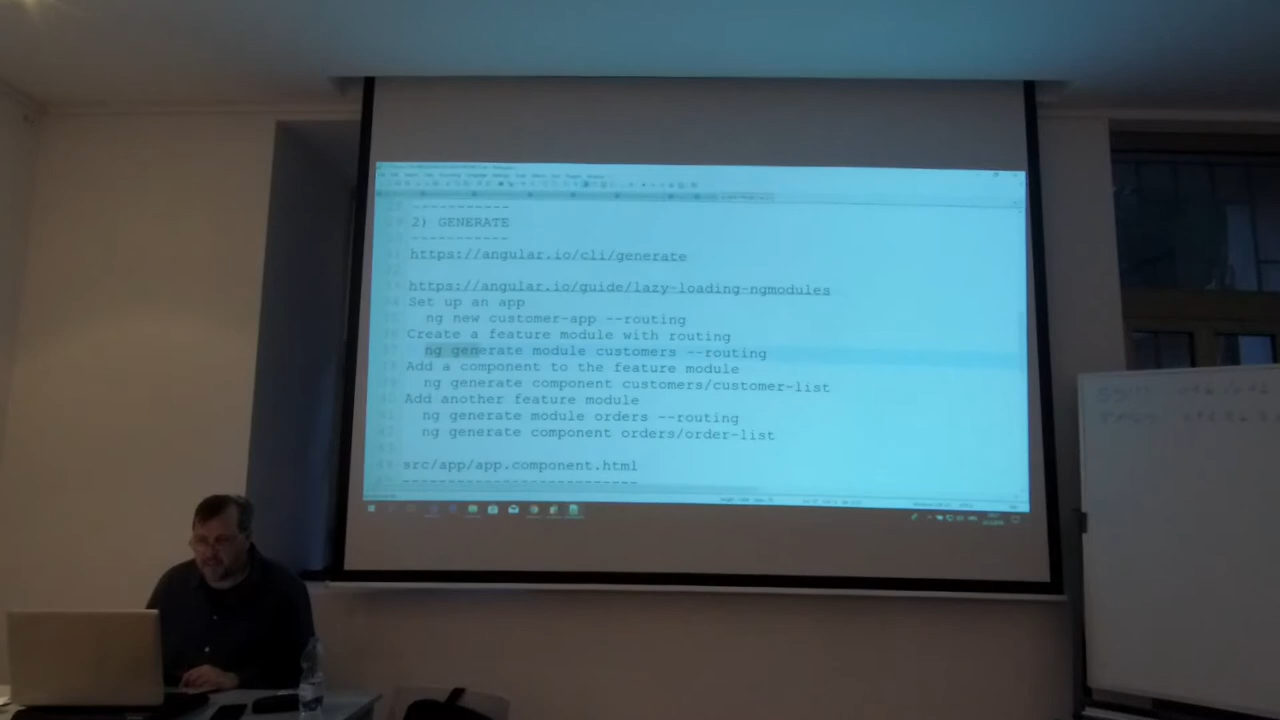 -----------
2) GENERATE
-----------
https://angular.io/cli/generate
https://angular.io/guide/lazy-loading-ngmodules
Set up an app
ng new customer-app --routing
Create a feature module with routing
ng generate module customers --routing
Add a component to the feature module
ng generate component customers/customer-list
Add another feature module
ng generate module orders --routing
ng generate component orders/order-list
src/app/app.component.html
--------------------------